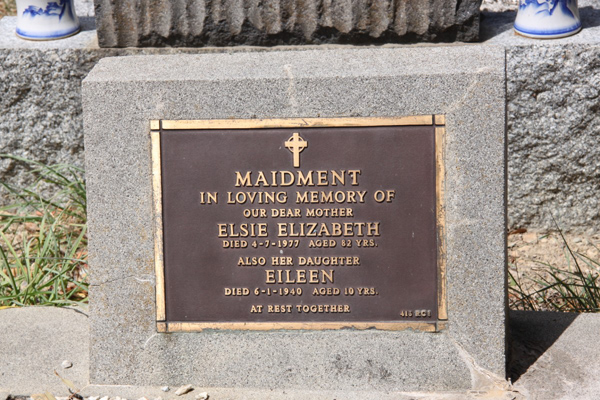 MAIDMENT
IN LOVING MEMORY OF
OUR DEAR MOTHER
ELSIE ELIZABETH
DIED 4-7-1977 AGED 82 YRS.
ALSO HER DAUGHTER
EILEEN
DIED 6-1-1940 AGED 10 YRS.
AT REST TOGETHER